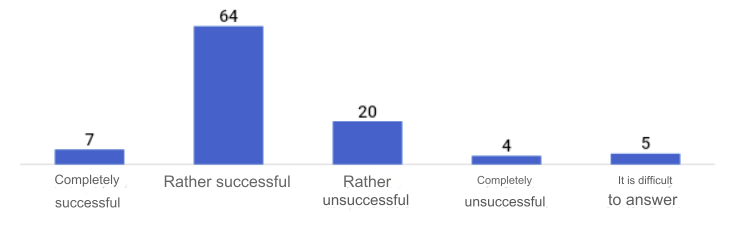 64
20
7
4
5
Completely
successful
Rather successful
Rather
unsuccessful
Completely
unsuccessful
It is difficult
to answer